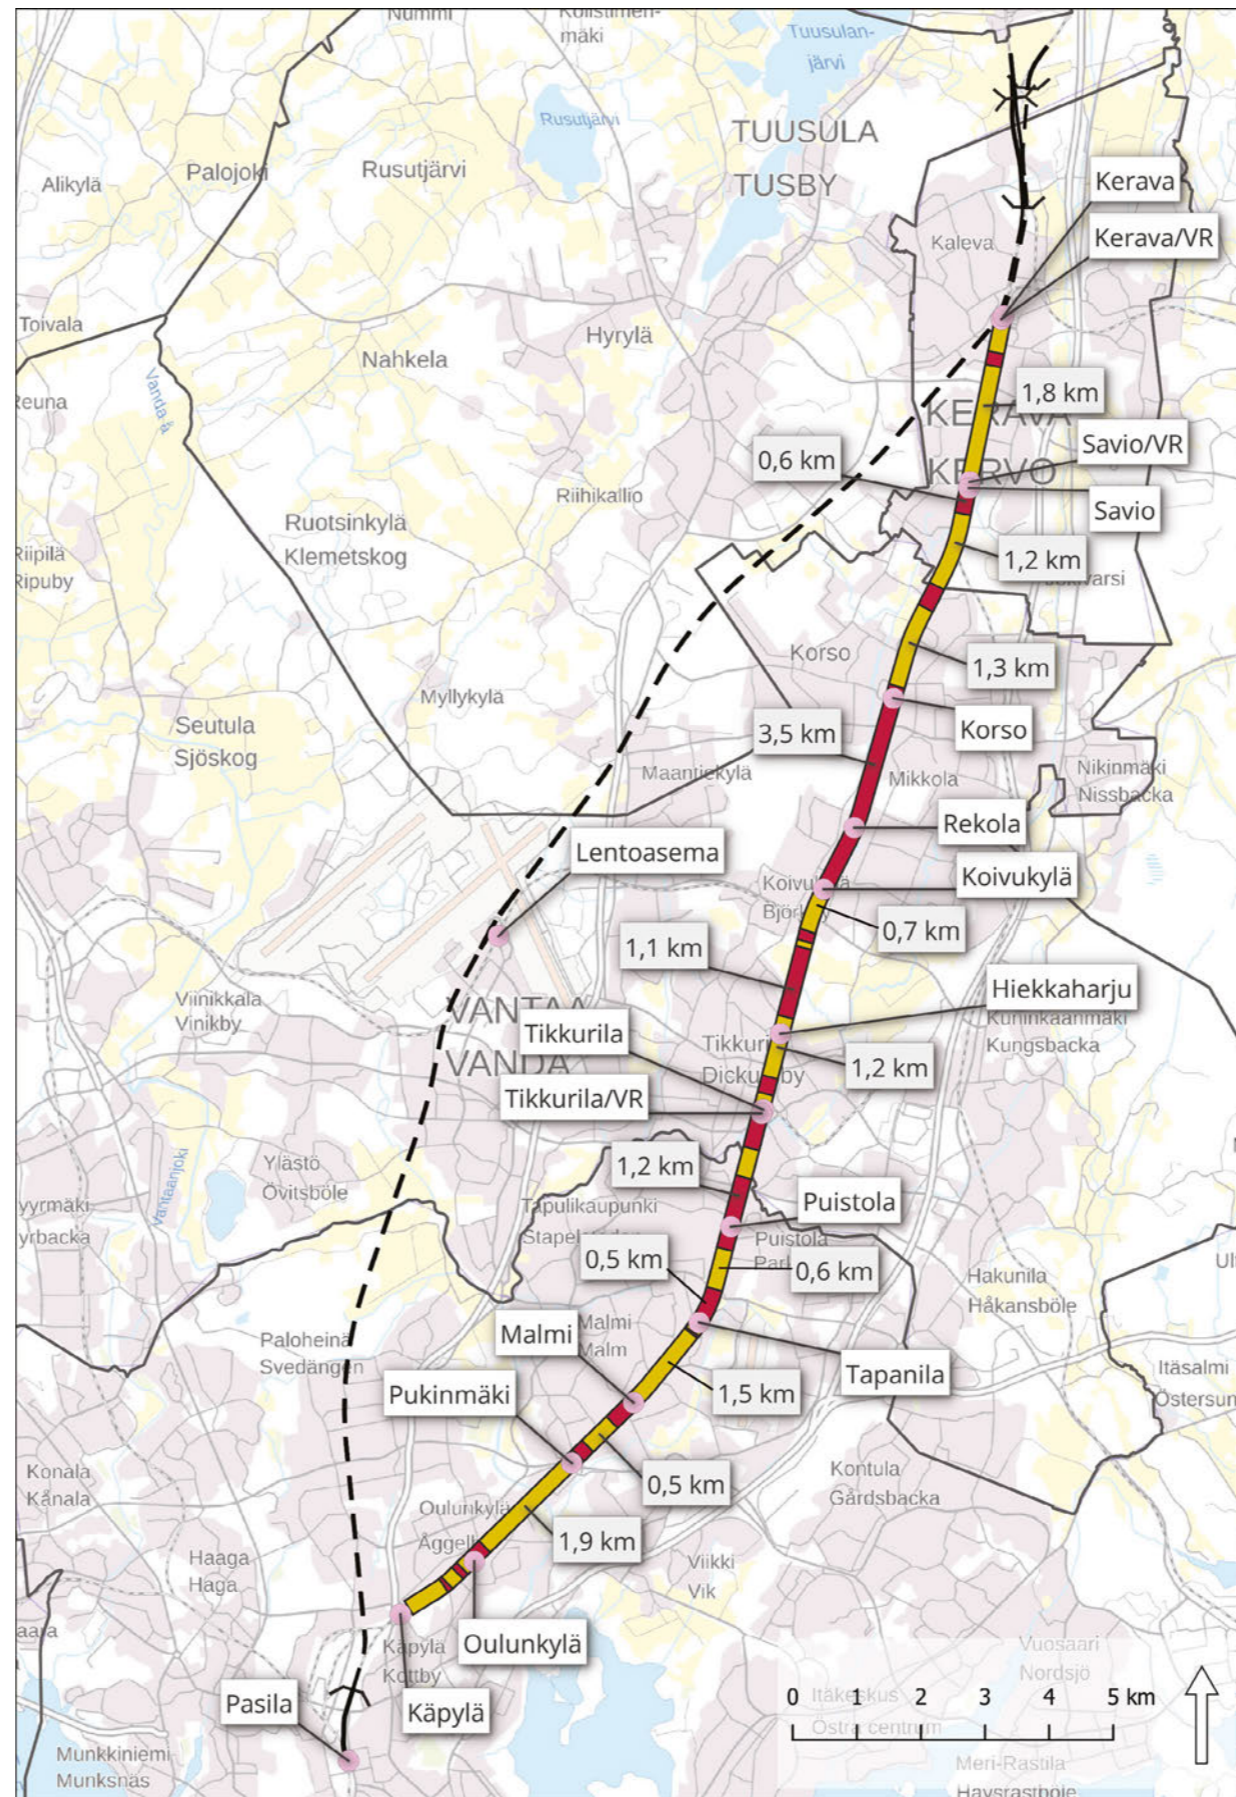 Nummi
Tuusulan-
järvi
Rusutjärvi
TUUSULA
TUSBY
Alikylä
Palojoki
Rusutjärvi
Kerava
Kaleva
Kerava/VR
Toivala
Hyrylä
Nahkela
Vanda å
1,8 km
KERAVA
KERVO
Savio/VR
0,6 km
Savio
Riihikallio
Ruotsinkylä
Klemetskog
1,2 km
Korso
1,3 km
Myllykylä
Seutula
Sjöskog
3,5 km
Korso
Maantiekylä
Mikkola
Nikinmäki
Nissbacka
Rekola
Lentoasema
Koivukylä
0,7 km
1,1 km
Hiekkaharju
Viinikkala
Vinikby
VANTAA
VANDA
Tikkurila
Kuninkaanmäki
Kungsbacka
1,2 km
Tikkurila/VR
Ylästö
Övitsböle
Vantaanjoki
1,2 km
Puistola
Tapulikaupunki
Puistola
0,5 km
0,6 km
Hakunila
Håkansböle
Malmi
Malmi
Malm
Paloheinä
Svedängen
Tapanila
Itäsalmi
Östersun
Pukinmäki
1,5 km
Konala
Kånala
0,5 km
Kontula
Gårdsbacka
Oulunkylä
1,9 km
Haaga
Haga
Viikki
Vik
Oulunkylä
Käpylä
Kottby
Vuosaari
Nordsjö
Pasila
Käpylä
0 1 2 3 4 5 km
Itäkeskus
Östra centrum
Munkkiniemi
Munksnäs
Meri-Rastila
Havsrastböle